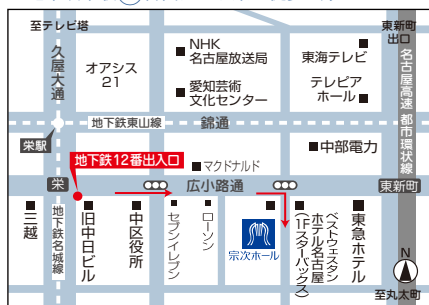 至テレビ塔
東新町
出口
久屋大通
オアシス
21
NHK
名古屋放送局
愛知芸術
文化センター
東海テレビ
テレピア
ホール
名古屋高速 都市環状線
地下鉄東山線
錦通
栄駅
地下鉄12番出入口
マクドナルド
中部電力
栄
広小路通
東新町
三越
地下鉄名城線
旧中日ビル
中区役所
セブンイレブン
ローソン
宗次ホール
ベストウェスタン
ホテル名古屋
(1Fスターバックス)
東急ホテル
N
至丸太町